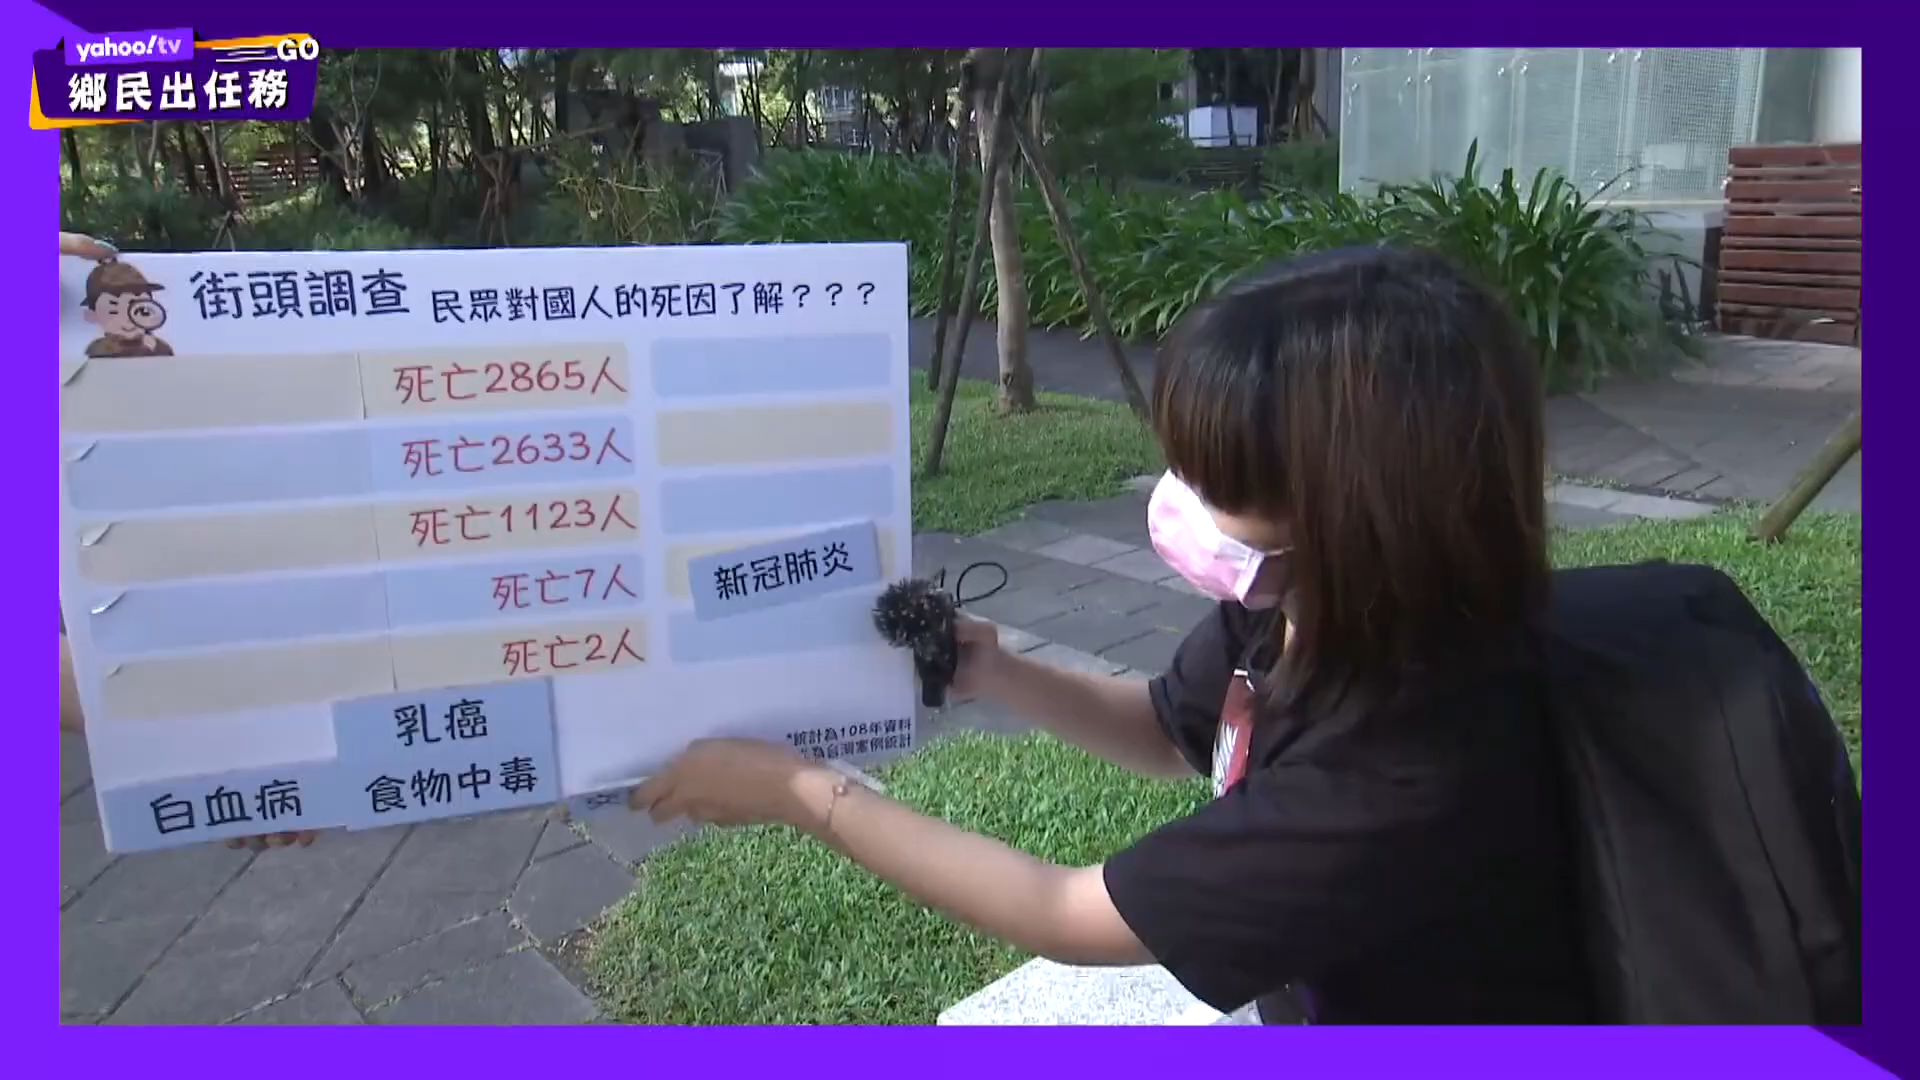 yahoo!tv
GO
鄉民出任務
街頭調查 民眾對國人的死因了解？？？
死亡2865人
死亡2633人
死亡1123人
死亡7人
死亡2人
新冠肺炎
乳癌
白血病
食物中毒
*統計為108年資料